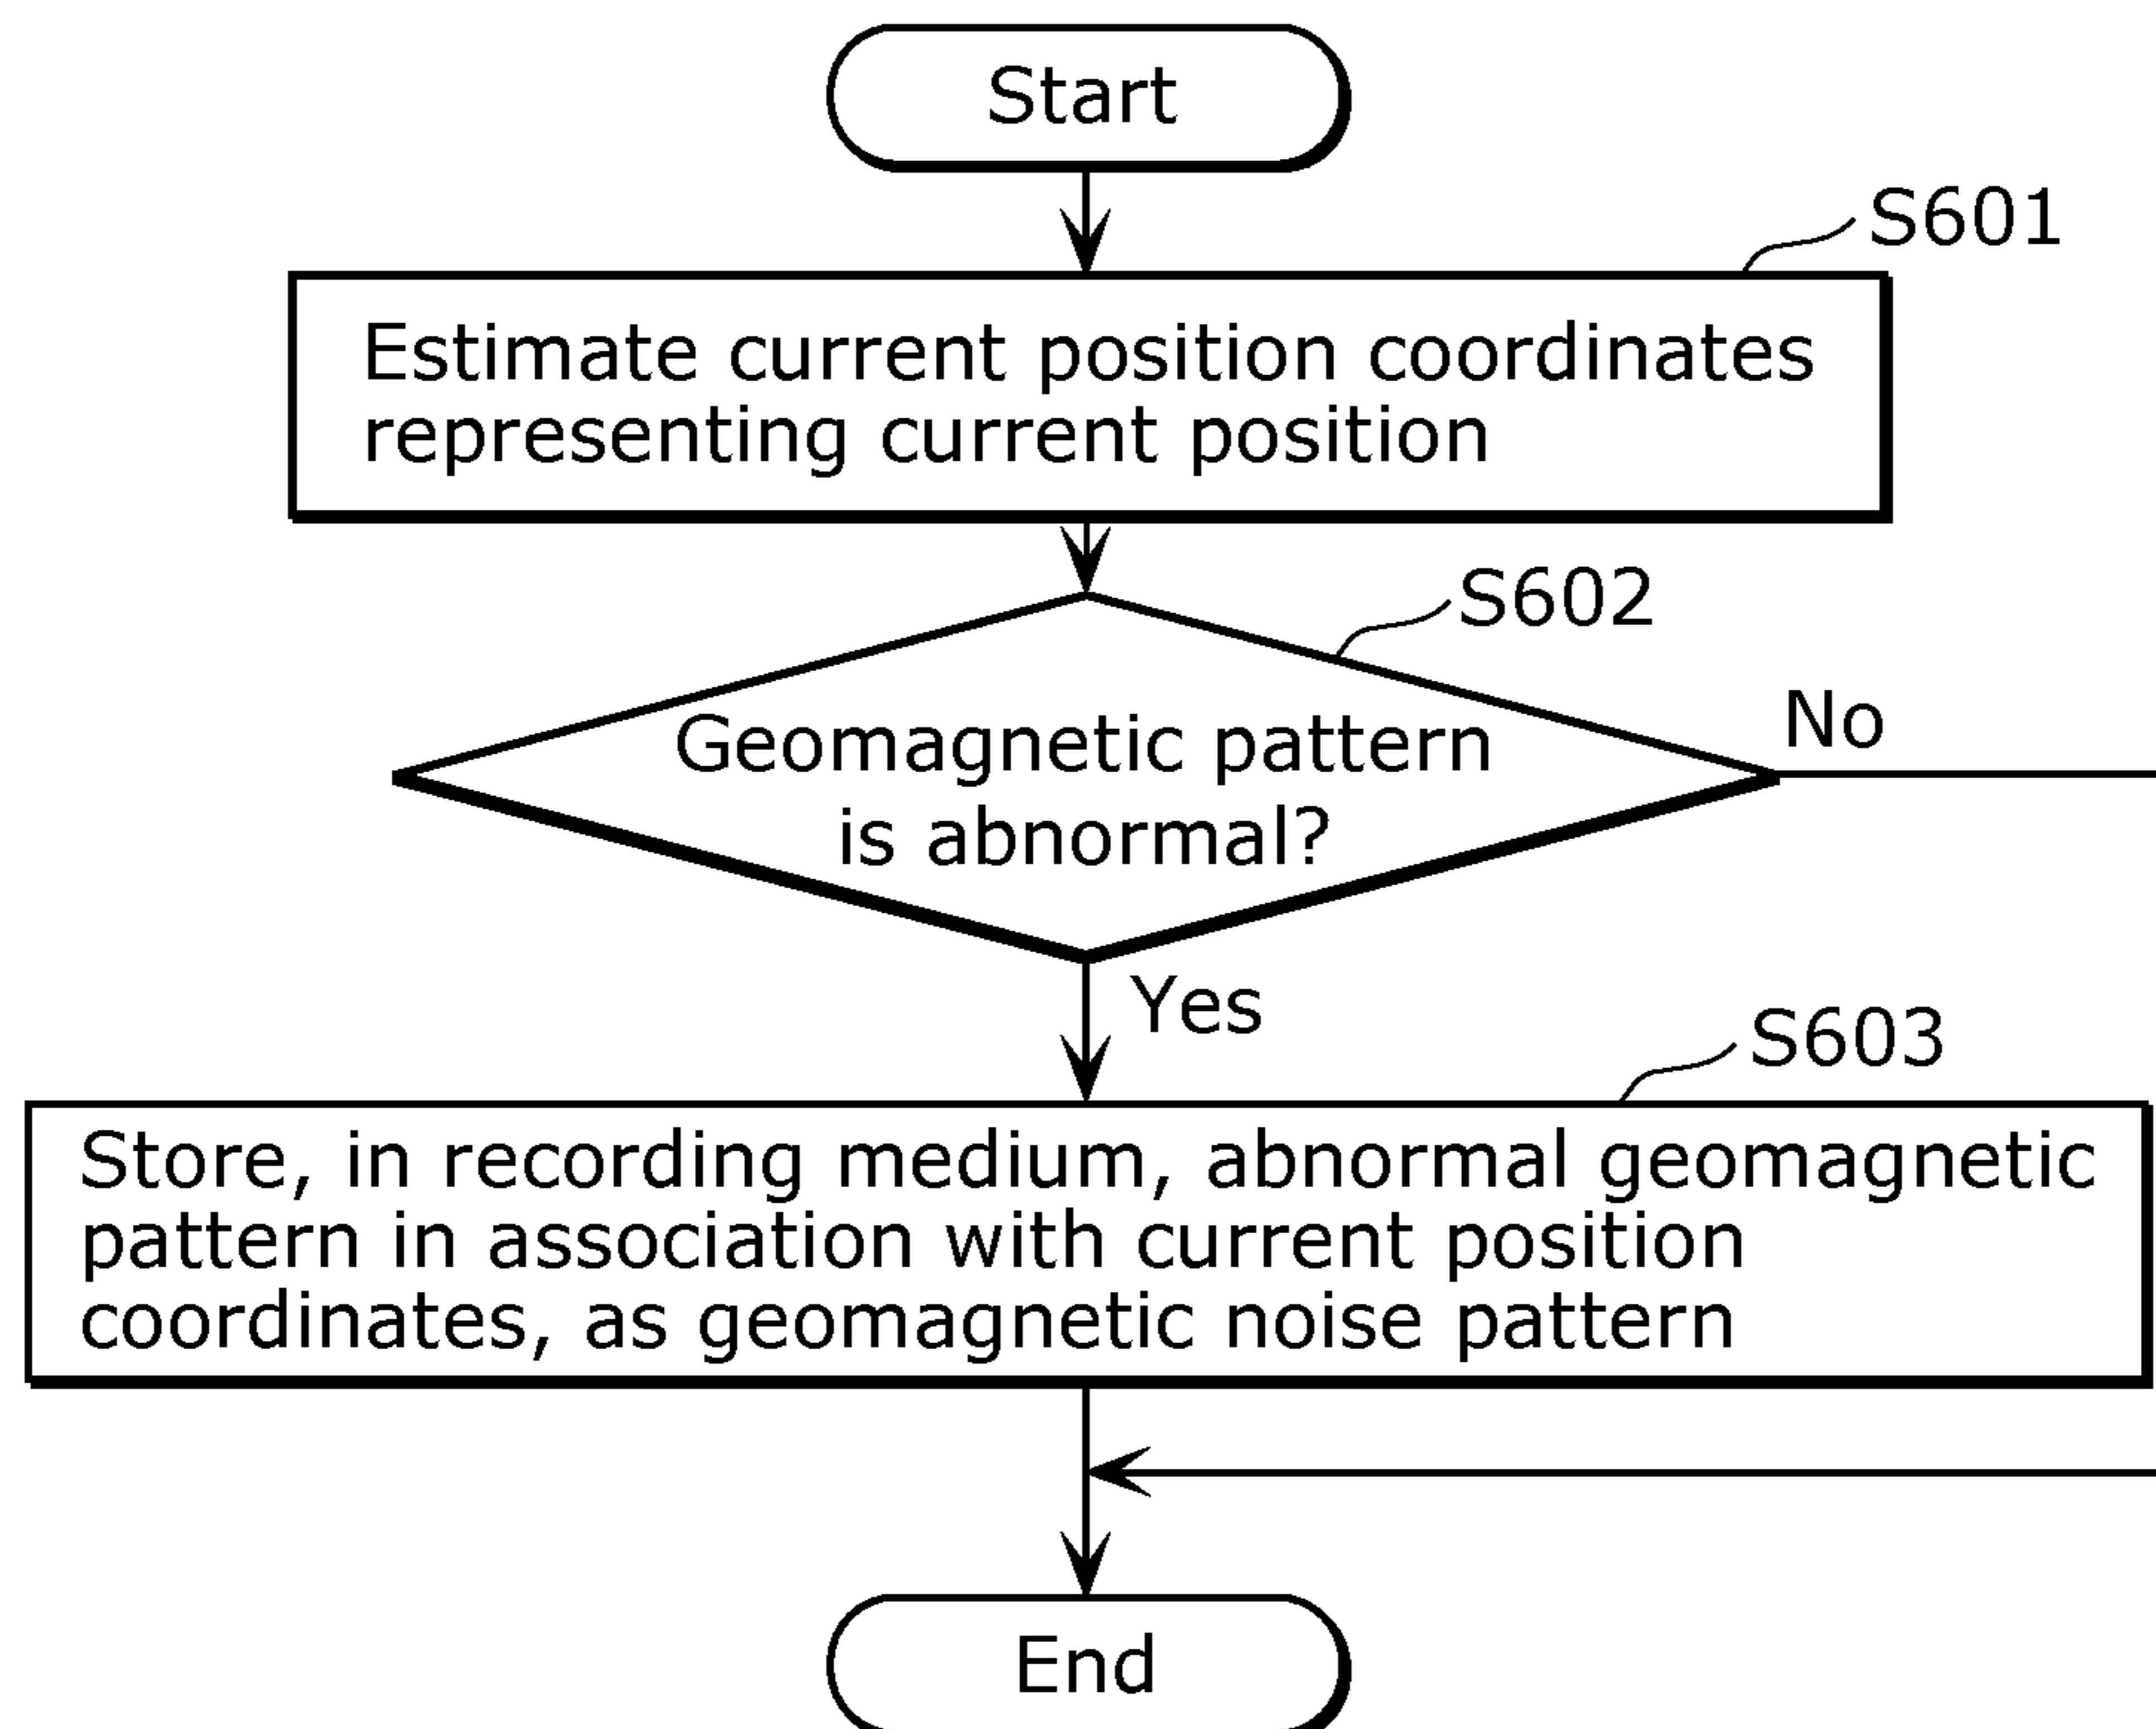 Start
S601
Estimate current position coordinates
representing current position
S602
Geomagnetic pattern
is abnormal?
No
Yes
S603
Store, in recording medium, abnormal geomagnetic
pattern in association with current position
coordinates, as geomagnetic noise pattern
End